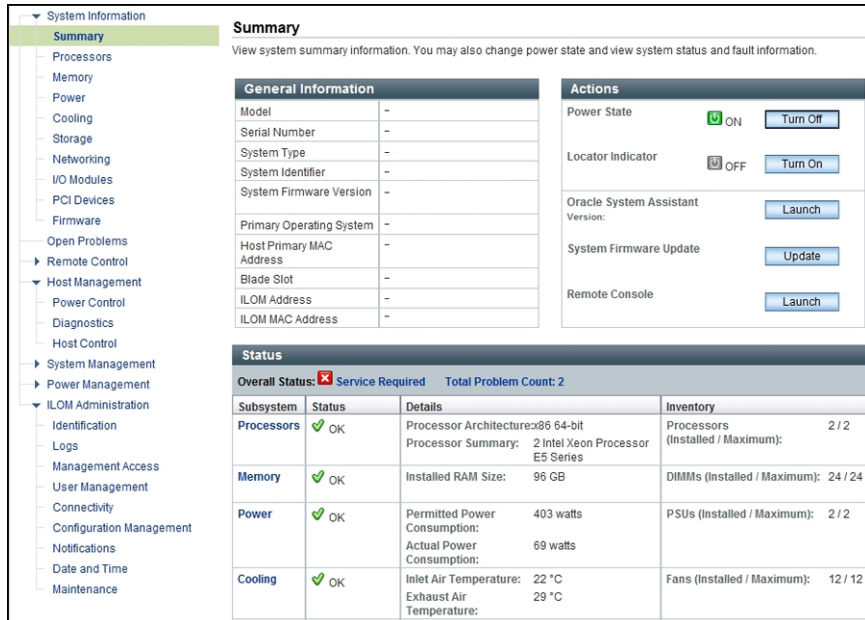 System Information
Summary
Processors
Memory
Power
Cooling
Storage
Networking
I/O Modules
PCI Devices
Firmware
Open Problems
Remote Control
Host Management
Power Control
Diagnostics
Host Control
System Management
Power Management
ILOM Administration
Identification
Logs
Management Access
User Management
Connectivity
Configuration Management
Notifications
Date and Time
Maintenance
Summary
View system summary information. You may also change power state and view system status and fault information.
General Information
Model –
Serial Number –
System Type –
System Identifier –
System Firmware Version –
Primary Operating System –
Host Primary MAC –
Address
Blade Slot –
ILOM Address –
ILOM MAC Address –
Actions
Power State ON Turn Off
Locator Indicator OFF Turn On
Oracle System Assistant Launch
Version:
System Firmware Update Update
Remote Console Launch
Status
Overall Status: Service Required Total Problem Count: 2
Subsystem Status Details Inventory
Processors OK Processor Architecture:x86 64-bit Processors 2 / 2
(Installed / Maximum):
Processor Summary: 2 Intel Xeon Processor
E5 Series
Memory OK Installed RAM Size: 96 GB DIMMs (Installed / Maximum): 24 / 24
Power OK Permitted Power 403 watts PSUs (Installed / Maximum): 2 / 2
Consumption:
Actual Power 69 watts
Consumption:
Cooling OK Inlet Air Temperature: 22 °C Fans (Installed / Maximum): 12 / 12
Exhaust Air 29 °C
Temperature: